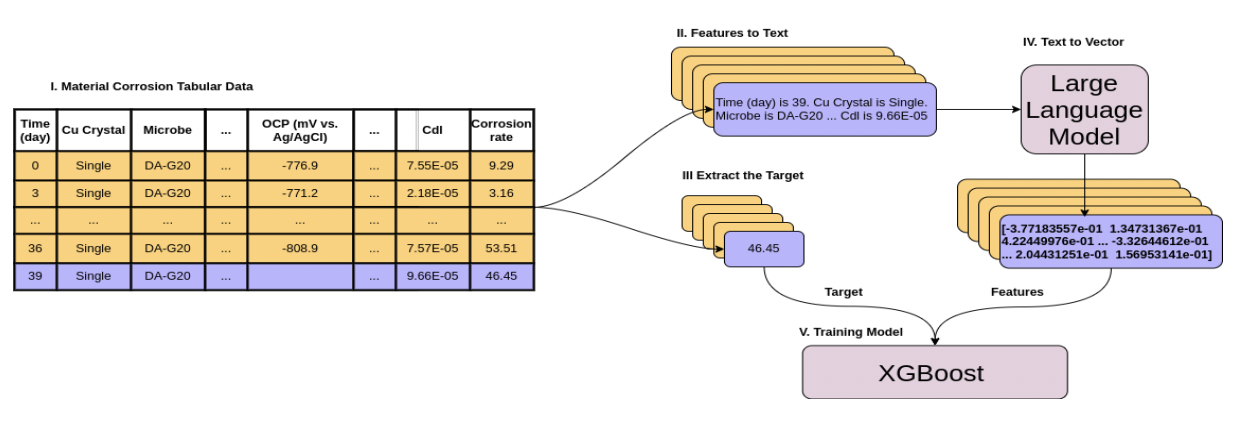 II. Features to Text
IV. Text to Vector
I. Material Corrosion Tabular Data
Time (day) is 39. Cu Crystal is Single.
Microbe is DA-G20 ... Cdl is 9.66E-05
Large
Language
Model
Time
(day) Cu Crystal Microbe ... OCP (mV vs.
Ag/AgCl) ... Cdl Corrosion
rate
0 Single DA-G20 ... -776.9 ... 7.55E-05 9.29
3 Single DA-G20 ... -771.2 ... 2.18E-05 3.16
... ... ... ... ... ... ... ...
36 Single DA-G20 ... -808.9 ... 7.57E-05 53.51
39 Single DA-G20 ... ... 9.66E-05 46.45
III Extract the Target
46.45
[-3.77183557e-01 1.34731367e-01
4.22449976e-01 ... -3.32644612e-01
... 2.04431251e-01 1.56953141e-01]
Target
Features
V. Training Model
XGBoost